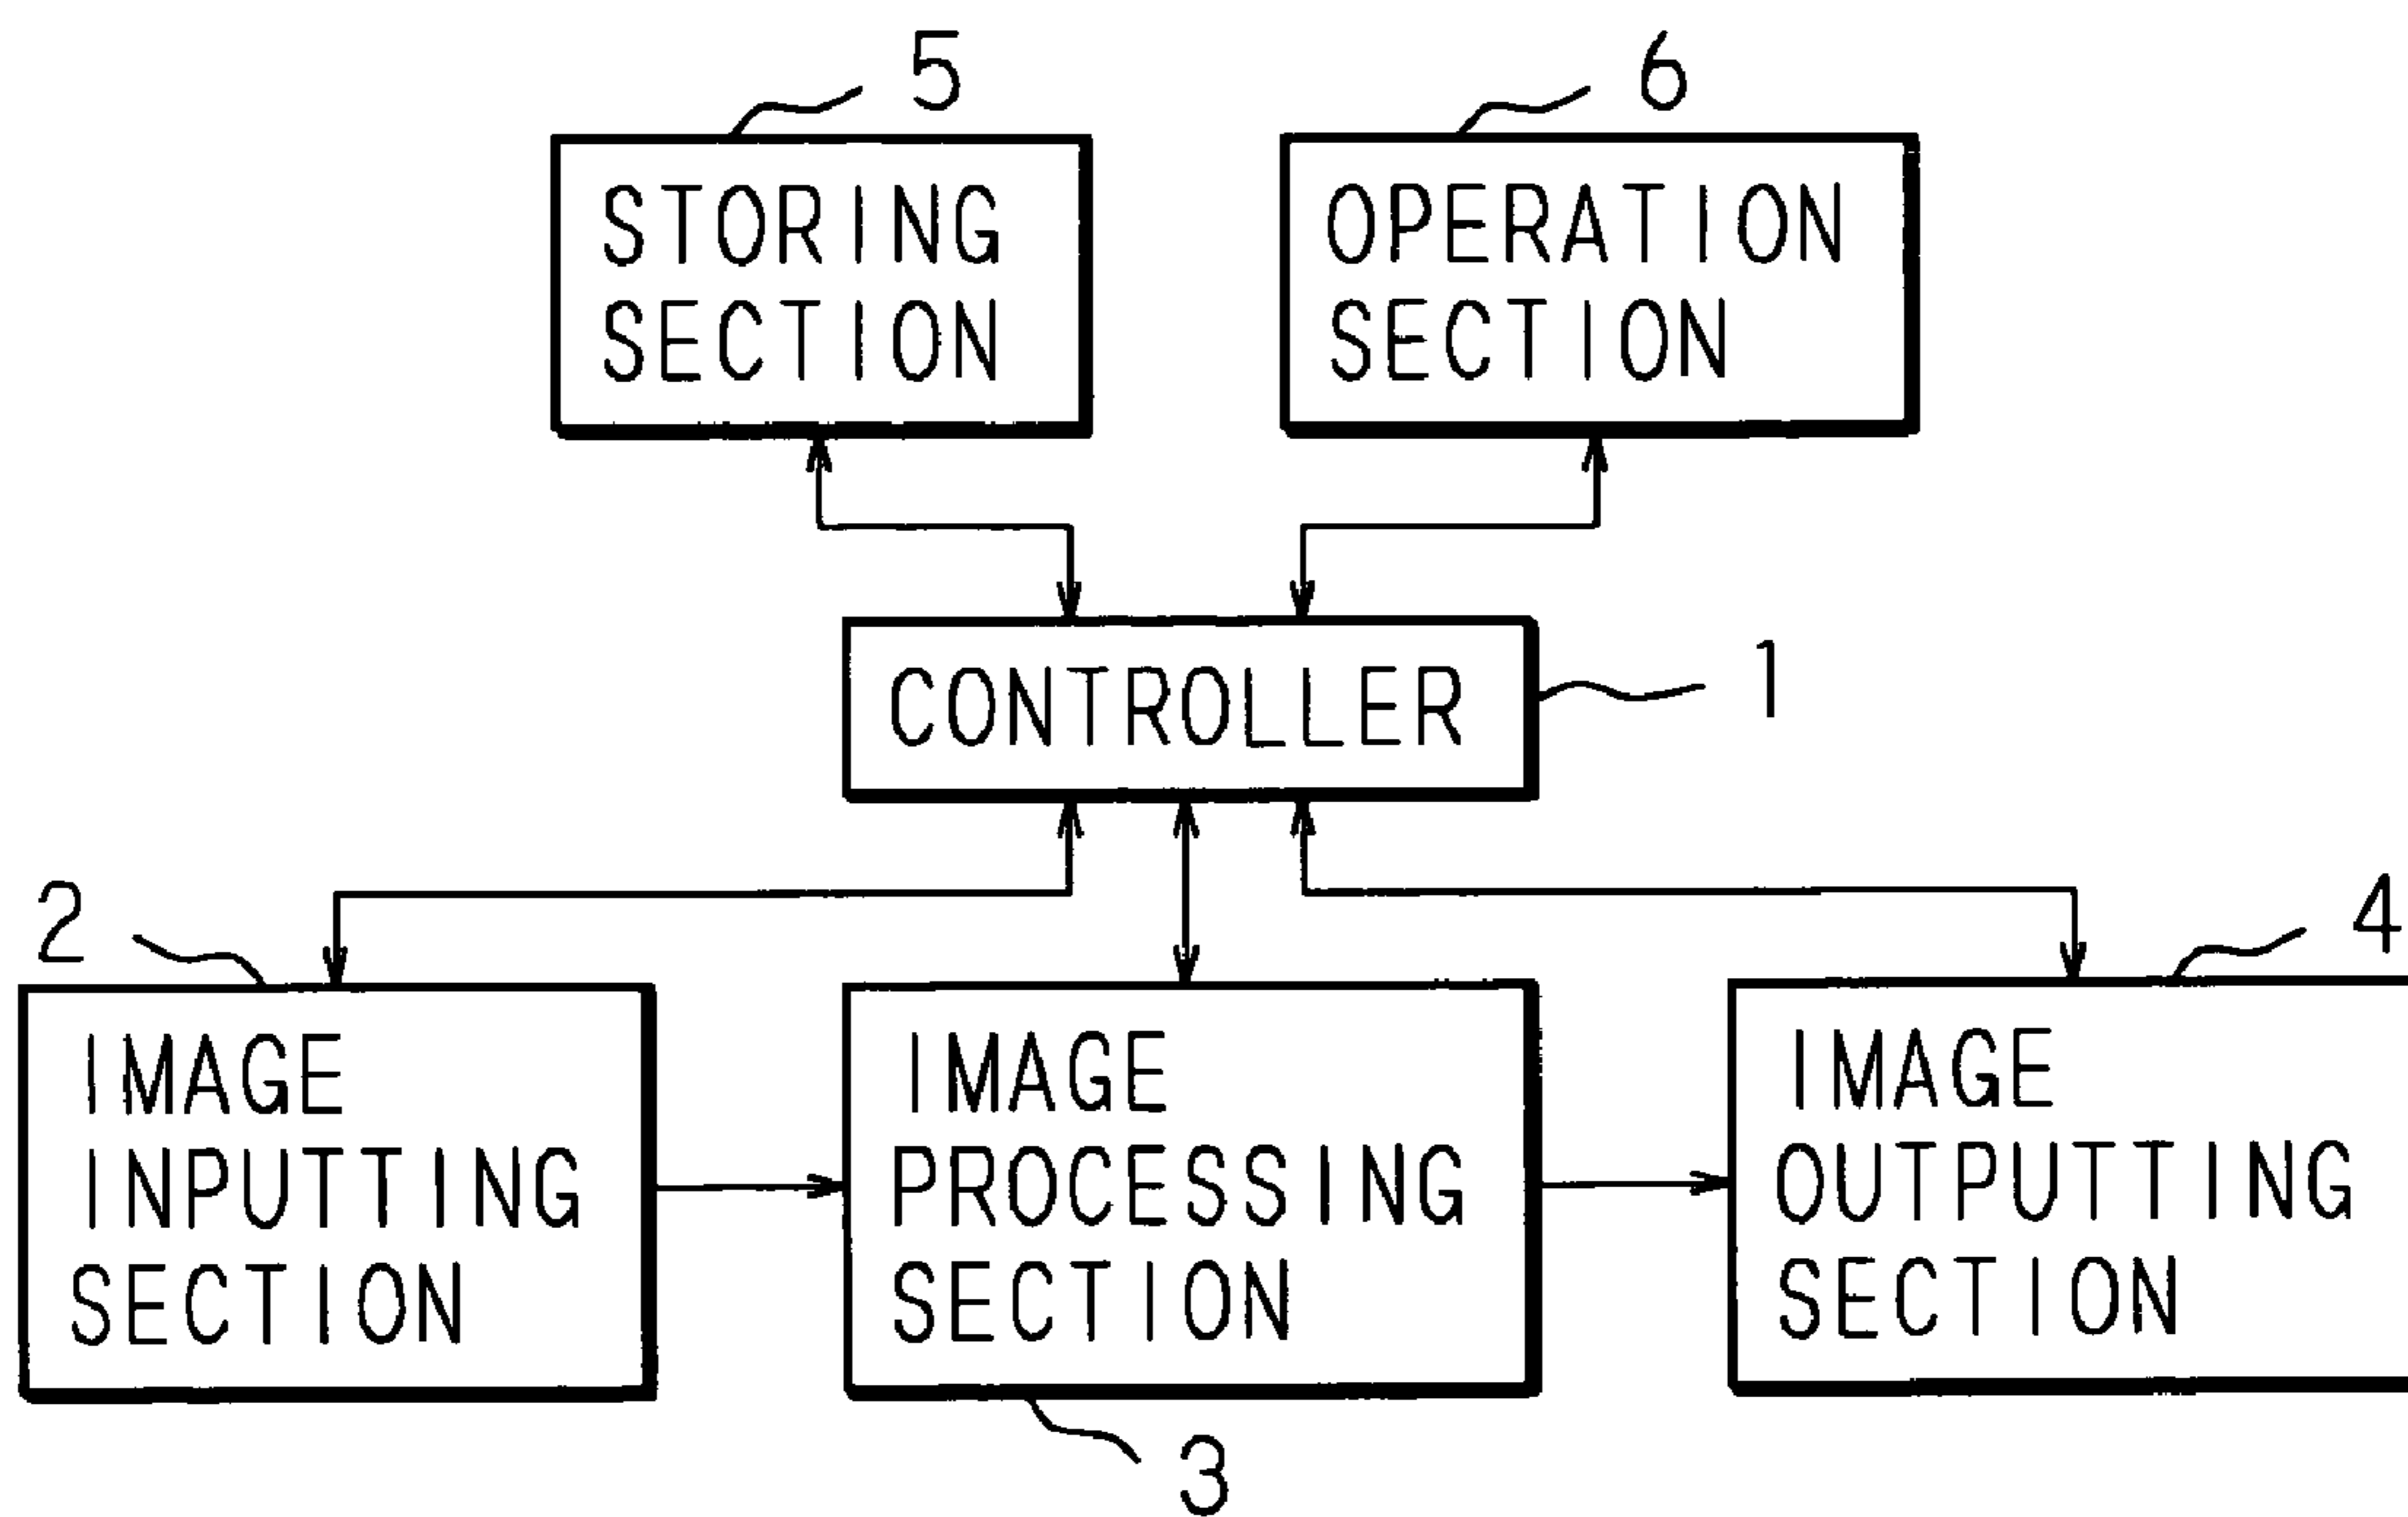 5
6
STORING
SECTION
OPERATION
SECTION
CONTROLLER
1
2
4
IMAGE
INPUTTING
SECTION
IMAGE
PROCESSING
SECTION
IMAGE
OUTPUTTING
SECTION
3